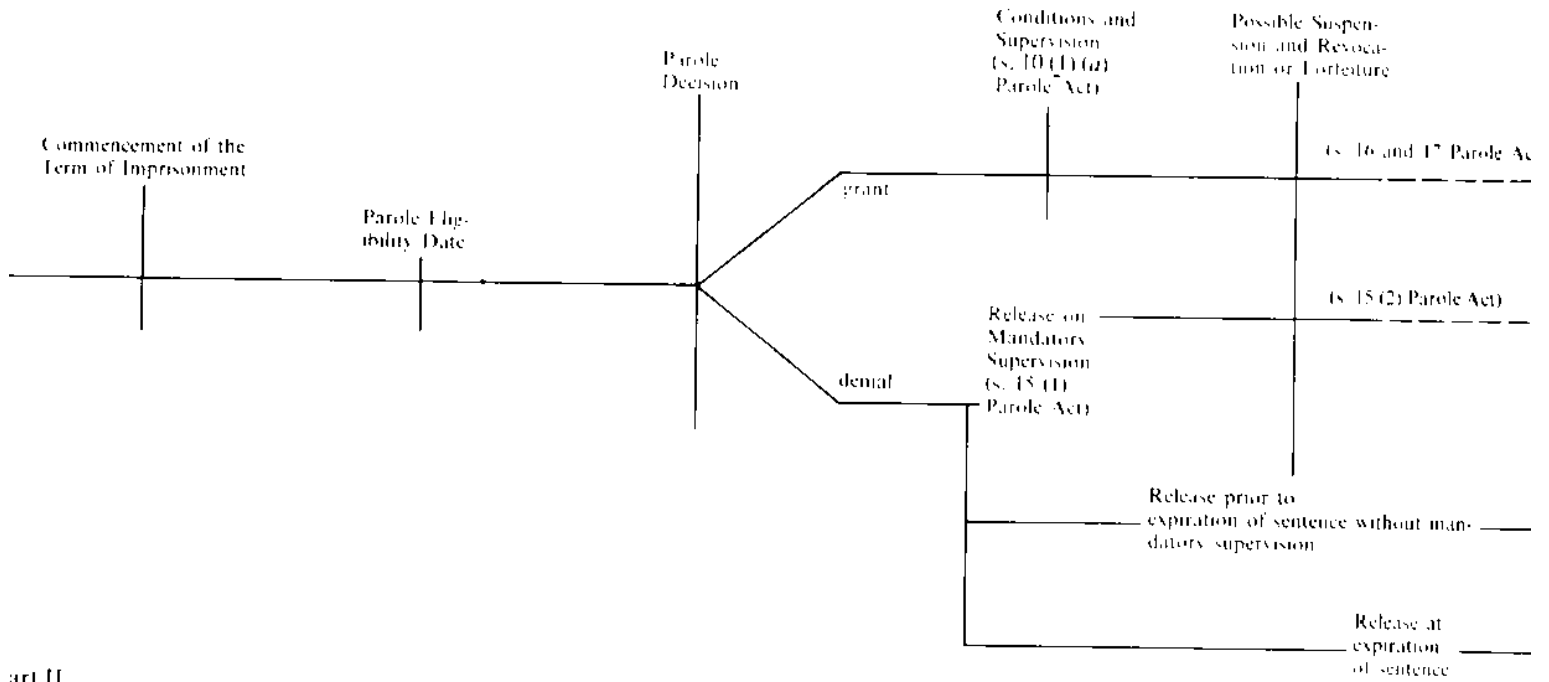 Commencement of the
Term of Imprisonment
Parole Elig-
ibility Date
Parole
Decision
grant
denial
Conditions and
Supervision
(s. 10 (1) (a)
Parole Act)
Possible Suspen-
sion and Revoca-
tion or Forfeiture
(s. 16 and 17 Parole Ac
Release on
Mandatory
Supervision
(s. 15 (1)
Parole Act)
(s. 15 (2) Parole Act)
Release prior to
expiration of sentence without man-
datory supervision
Release at
expiration
of sentence
art II